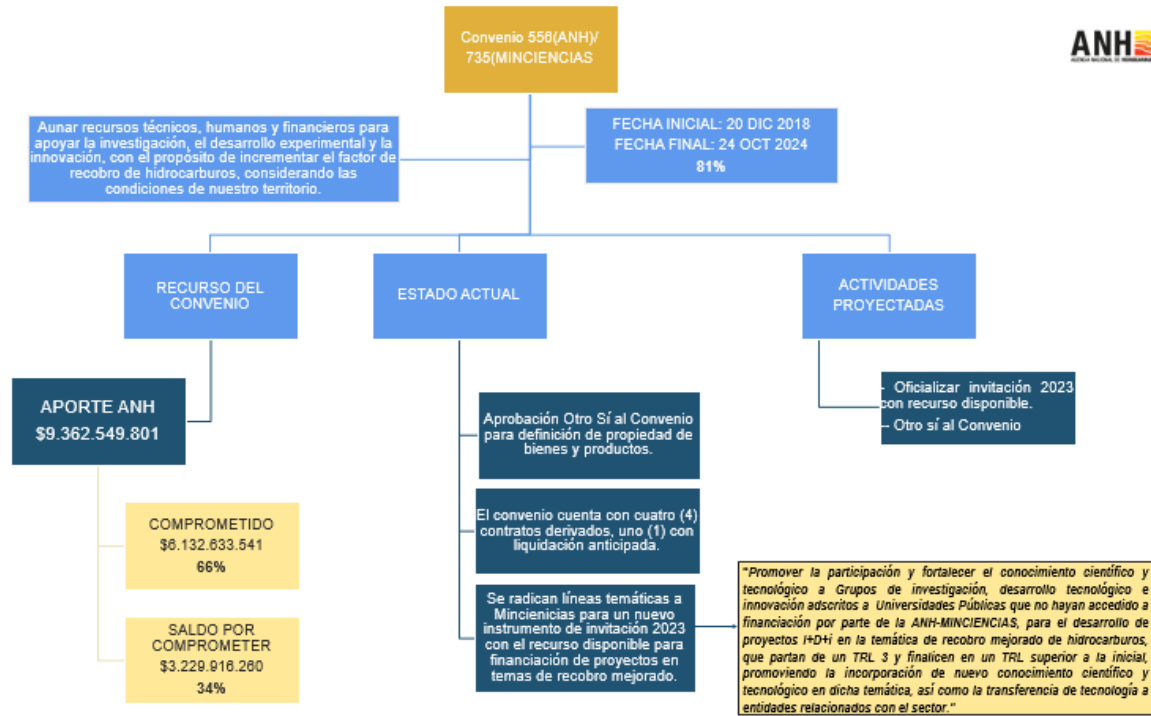 Convenio 556(ANH)/
735(MINCIENCIAS
ANH
AGENCIA NACIONAL DE HIDROCARBUROS
Aunar recursos técnicos, humanos y financieros para
apoyar la investigación, el desarrollo experimental y la
innovación, con el propósito de incrementar el factor de
recobro de hidrocarburos, considerando las
condiciones de nuestro territorio.
FECHA INICIAL: 20 DIC 2018
FECHA FINAL: 24 OCT 2024
81%
RECURSO DEL
CONVENIO
ESTADO ACTUAL
ACTIVIDADES
PROYECTADAS
APORTE ANH
$9.362.549.801
COMPROMETIDO
$6.132.633.541
66%
SALDO POR
COMPROMETER
$3.229.916.260
34%
Aprobación Otro Sí al Convenio
para definición de propiedad de
bienes y productos.
El convenio cuenta con cuatro (4)
contratos derivados, uno (1) con
liquidación anticipada.
Se radican líneas temáticas a
Minciencias para un nuevo
instrumento de invitación 2023
con el recurso disponible para
financiación de proyectos en
temas de recobro mejorado.
- Oficializar invitación 2023
con recurso disponible.
-- Otro sí al Convenio
"Promover la participación y fortalecer el conocimiento científico y
tecnológico a Grupos de investigación, desarrollo tecnológico e
innovación adscritos a Universidades Públicas que no hayan accedido a
financiación por parte de la ANH-MINCIENCIAS, para el desarrollo de
proyectos I+D+i en la temática de recobro mejorado de hidrocarburos,
que partan de un TRL 3 y finalicen en un TRL superior a la inicial,
promoviendo la incorporación de nuevo conocimiento científico y
tecnológico en dicha temática, así como la transferencia de tecnología a
entidades relacionados con el sector."